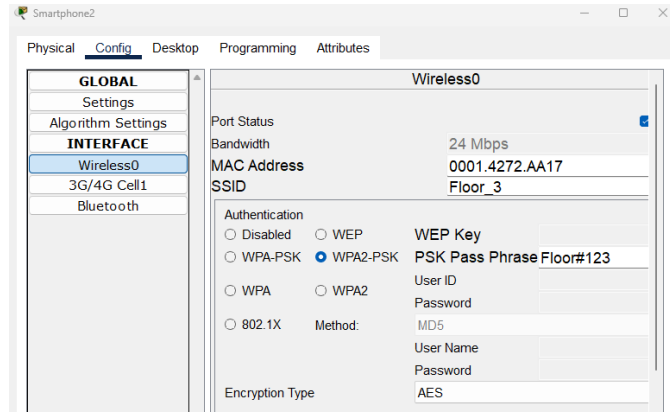 Smartphone2
Physical Config Desktop Programming Attributes
GLOBAL
Settings
Algorithm Settings
INTERFACE
Wireless0
3G/4G Cell1
Bluetooth
Wireless0
Port Status
Bandwidth 24 Mbps
MAC Address 0001.4272.AA17
SSID Floor_3
Authentication
Disabled WEP WEP Key
WPA-PSK WPA2-PSK PSK Pass Phrase Floor#123
User ID
WPA WPA2
Password
802.1X Method: MD5
User Name
Password
Encryption Type AES